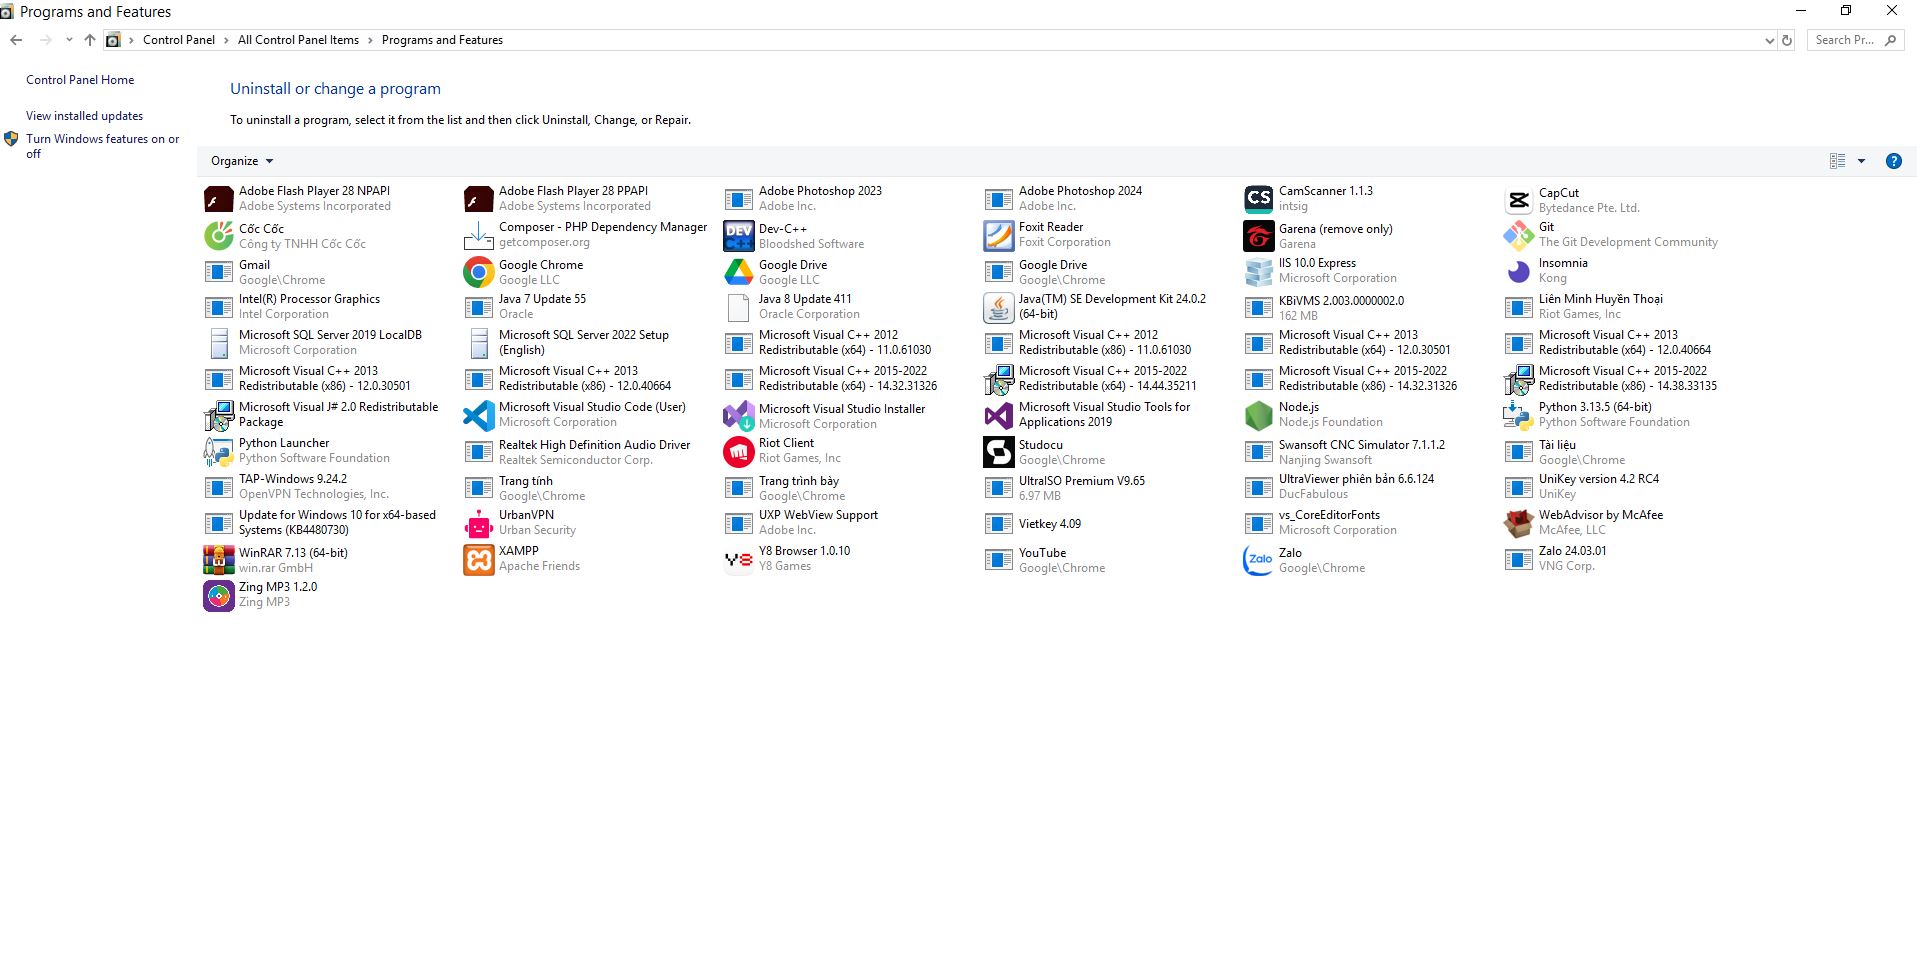 Programs and Features
Control Panel > All Control Panel Items > Programs and Features
Search Pr...
Control Panel Home
View installed updates
Turn Windows features on or
off
Uninstall or change a program
To uninstall a program, select it from the list and then click Uninstall, Change, or Repair.
Organize
Adobe Flash Player 28 NPAPI
Adobe Systems Incorporated
Adobe Flash Player 28 PPAPI
Adobe Systems Incorporated
Adobe Photoshop 2023
Adobe Inc.
Adobe Photoshop 2024
Adobe Inc.
CS
CamScanner 1.1.3
intsig
CapCut
Bytedance Pte. Ltd.
Cốc Cốc
Công ty TNHH Cốc Cốc
Composer - PHP Dependency Manager
getcomposer.org
DEV
C++
Dev-C++
Bloodshed Software
Foxit Reader
Foxit Corporation
Garena (remove only)
Garena
Git
The Git Development Community
Gmail
Google\Chrome
Google Chrome
Google LLC
Google Drive
Google LLC
Google Drive
Google\Chrome
IIS 10.0 Express
Microsoft Corporation
Insomnia
Kong
Intel(R) Processor Graphics
Intel Corporation
Java 7 Update 55
Oracle
Java 8 Update 411
Oracle Corporation
Java(TM) SE Development Kit 24.0.2
(64-bit)
KBiVMS 2.003.0000002.0
162 MB
Liên Minh Huyền Thoại
Riot Games, Inc
Microsoft SQL Server 2019 LocalDB
Microsoft Corporation
Microsoft SQL Server 2022 Setup
(English)
Microsoft Visual C++ 2012
Redistributable (x64) - 11.0.61030
Microsoft Visual C++ 2012
Redistributable (x86) - 11.0.61030
Microsoft Visual C++ 2013
Redistributable (x64) - 12.0.30501
Microsoft Visual C++ 2013
Redistributable (x64) - 12.0.40664
Microsoft Visual C++ 2013
Redistributable (x86) - 12.0.30501
Microsoft Visual C++ 2013
Redistributable (x86) - 12.0.40664
Microsoft Visual C++ 2015-2022
Redistributable (x64) - 14.32.31326
Microsoft Visual C++ 2015-2022
Redistributable (x64) - 14.44.35211
Microsoft Visual C++ 2015-2022
Redistributable (x86) - 14.32.31326
Microsoft Visual C++ 2015-2022
Redistributable (x86) - 14.38.33135
Microsoft Visual J# 2.0 Redistributable
Package
Microsoft Visual Studio Code (User)
Microsoft Corporation
Microsoft Visual Studio Installer
Microsoft Corporation
Microsoft Visual Studio Tools for
Applications 2019
Node.js
Node.js Foundation
Python 3.13.5 (64-bit)
Python Software Foundation
Python Launcher
Python Software Foundation
Realtek High Definition Audio Driver
Realtek Semiconductor Corp.
Riot Client
Riot Games, Inc
Studocu
Google\Chrome
Swansoft CNC Simulator 7.1.1.2
Nanjing Swansoft
Tài liệu
Google\Chrome
TAP-Windows 9.24.2
OpenVPN Technologies, Inc.
Trang tính
Google\Chrome
Trang trình bày
Google\Chrome
UltraISO Premium V9.65
6.97 MB
UltraViewer phiên bản 6.6.124
DucFabulous
UniKey version 4.2 RC4
UniKey
Update for Windows 10 for x64-based
Systems (KB4480730)
UrbanVPN
Urban Security
UXP WebView Support
Adobe Inc.
Vietkey 4.09
vs_CoreEditorFonts
Microsoft Corporation
WebAdvisor by McAfee
McAfee, LLC
WinRAR 7.13 (64-bit)
win.rar GmbH
XAMPP
Apache Friends
Y8
Y8 Browser 1.0.10
Y8 Games
YouTube
Google\Chrome
Zalo
Zalo
Google\Chrome
Zalo 24.03.01
VNG Corp.
Zing MP3 1.2.0
Zing MP3